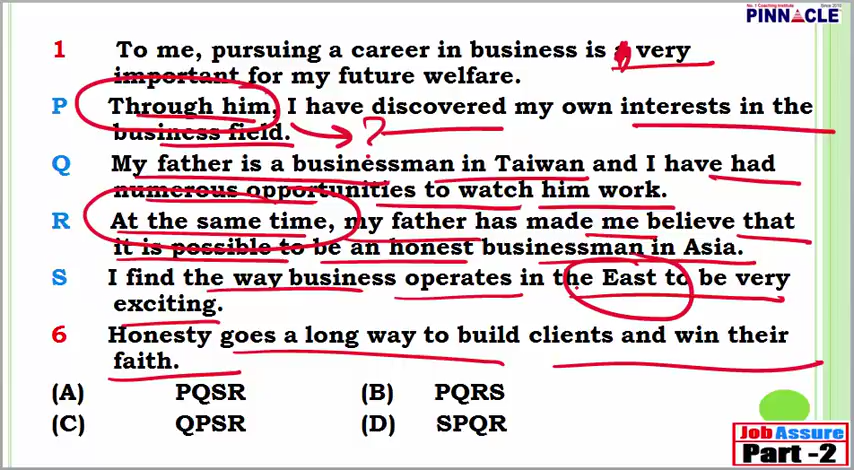 No. 1 Coaching Institute Since 2010
PINNACLE
1 To me, pursuing a career in business is a very
important for my future welfare.
P Through him, I have discovered my own interests in the
business field.
?
Q My father is a businessman in Taiwan and I have had
numerous opportunities to watch him work.
R At the same time, my father has made me believe that
it is possible to be an honest businessman in Asia.
S I find the way business operates in the East to be very
exciting.
6 Honesty goes a long way to build clients and win their
faith.
(A) PQSR (B) PQRS
(C) QPSR (D) SPQR
Job Assure
Part -2